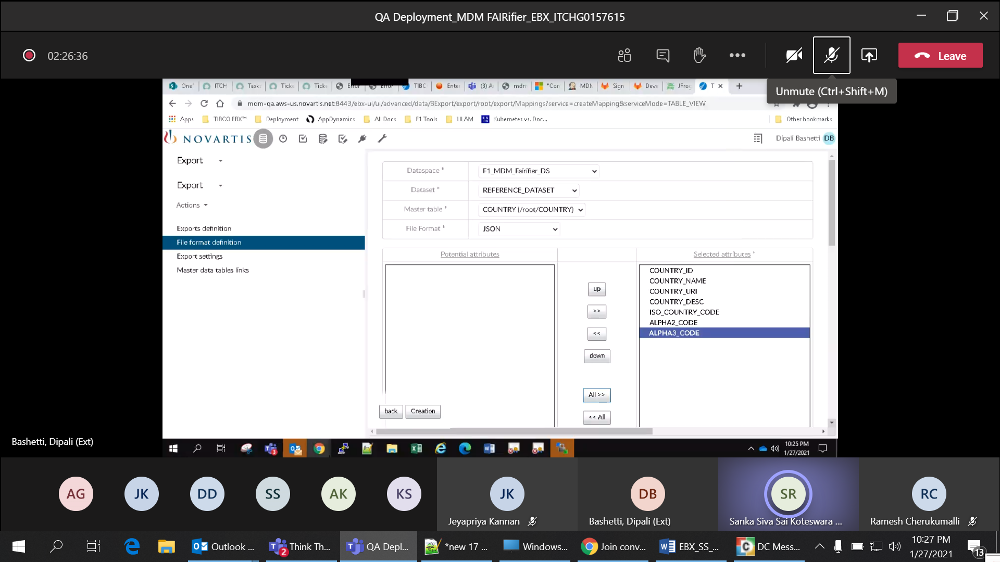 QA Deployment_MDM FAIRifier_EBX_ITCHG0157615
02:26:36
Leave
Unmute (Ctrl+Shift+M)
OneN ITCH Task Ticke Ticke Error Error TIBC Enter (3) A mdm "Con MDM Sign Deve JFrog T
mdm-qa.aws-us.novartis.net:8443/ebx-ui/ui/advanced/data/BExport/export/root/export/Mappings?service=createMapping&serviceMode=TABLE_VIEW
Apps TIBCO EBX™ Deployment AppDynamics All Docs F1 Tools ULAM Kubernetes vs. Doc... Other bookmarks
NOVARTIS
Dipali Bashetti DB
Export
Export
Actions
Exports definition
File format definition
Export settings
Master data tables links
Dataspace * F1_MDM_Fairifier_DS
Dataset * REFERENCE_DATASET
Master table * COUNTRY (/root/COUNTRY)
File Format * JSON
Potential attributes
Selected attributes *
COUNTRY_ID
COUNTRY_NAME
COUNTRY_URI
COUNTRY_DESC
ISO_COUNTRY_CODE
ALPHA2_CODE
ALPHA3_CODE
up
>>
<<
down
All >>
<< All
back Creation
Bashetti, Dipali (Ext)
10:25 PM
1/27/2021
AG JK DD SS AK KS JK DB SR RC
Jeyapriya Kannan
Bashetti, Dipali (Ext)
Sanka Siva Sai Koteswara ...
Ramesh Cherukumalli
Outlook ... Think Th... QA Depl... *new 17 ... Windows... Join conv... EBX_SS_... DC Mess...
10:27 PM
1/27/2021
13